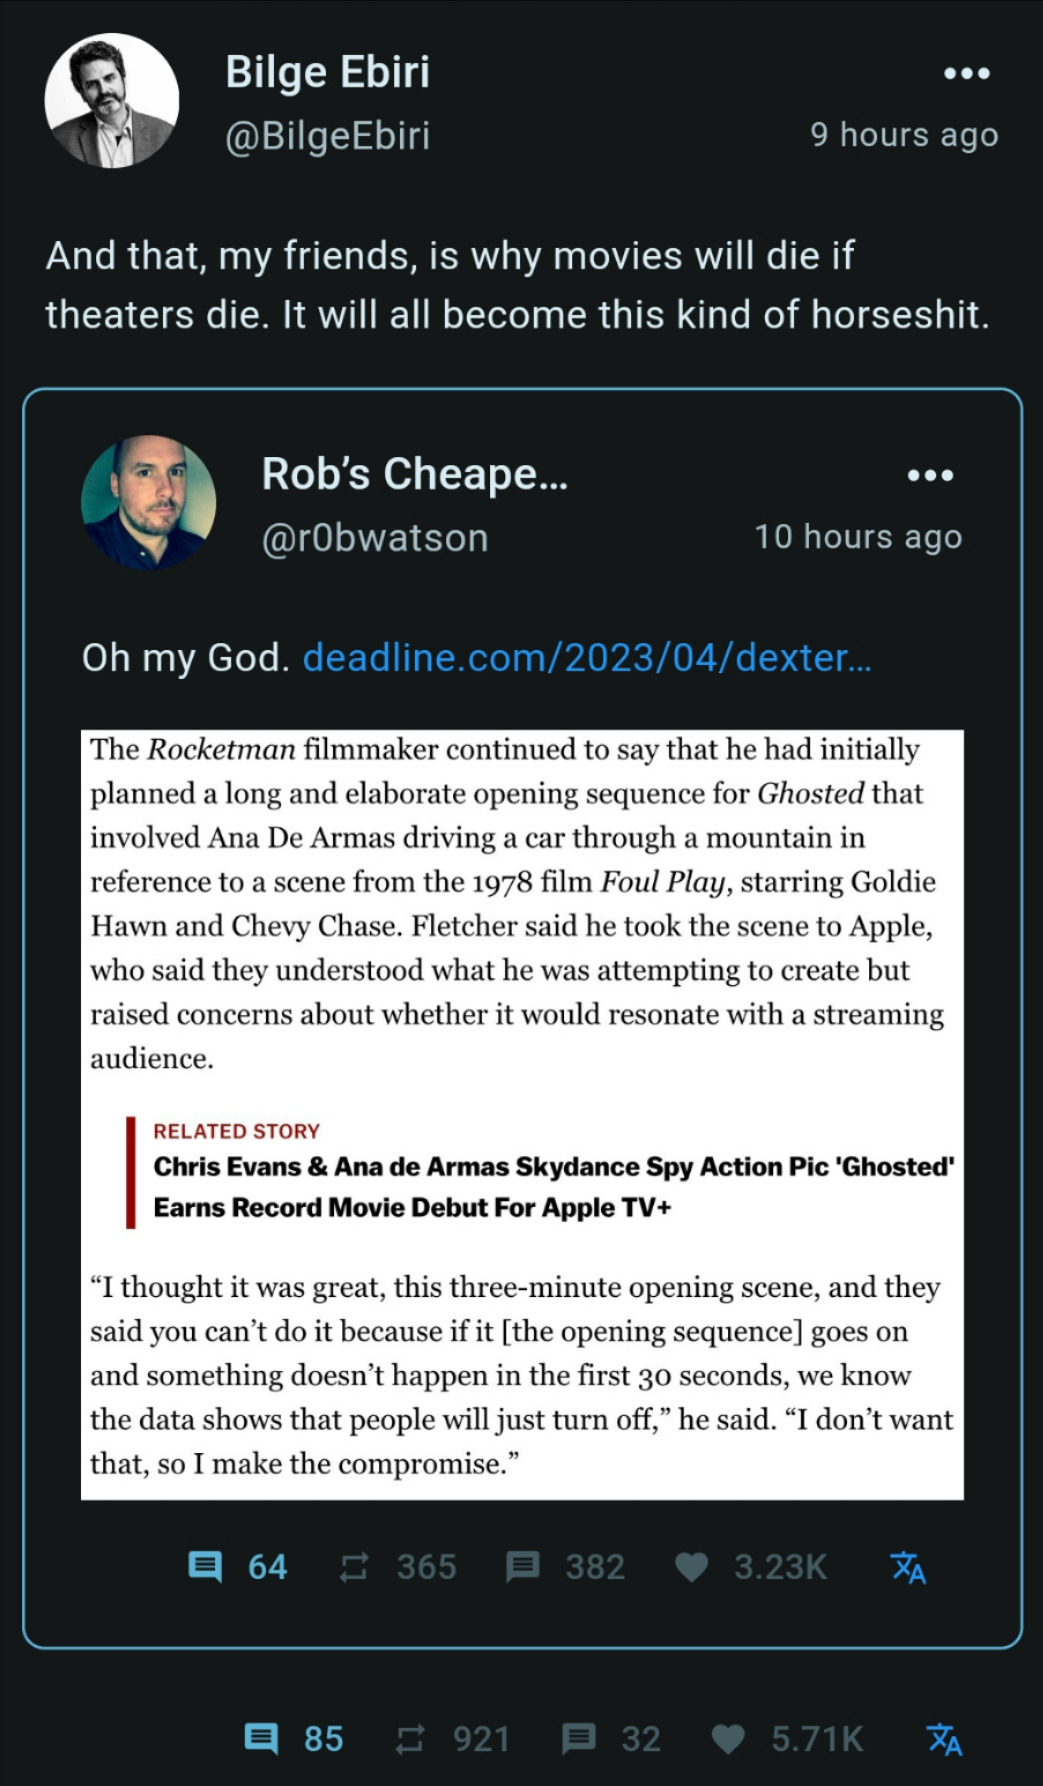 Bilge Ebiri
@BilgeEbiri
9 hours ago
And that, my friends, is why movies will die if
theaters die. It will all become this kind of horseshit.
Rob’s Cheape...
@r0bwatson
10 hours ago
Oh my God. deadline.com/2023/04/dexter...
The Rocketman filmmaker continued to say that he had initially
planned a long and elaborate opening sequence for Ghosted that
involved Ana De Armas driving a car through a mountain in
reference to a scene from the 1978 film Foul Play, starring Goldie
Hawn and Chevy Chase. Fletcher said he took the scene to Apple,
who said they understood what he was attempting to create but
raised concerns about whether it would resonate with a streaming
audience.
RELATED STORY
Chris Evans & Ana de Armas Skydance Spy Action Pic 'Ghosted'
Earns Record Movie Debut For Apple TV+
“I thought it was great, this three-minute opening scene, and they
said you can’t do it because if it [the opening sequence] goes on
and something doesn’t happen in the first 30 seconds, we know
the data shows that people will just turn off,” he said. “I don’t want
that, so I make the compromise.”
64 365 382 3.23K
85 921 32 5.71K